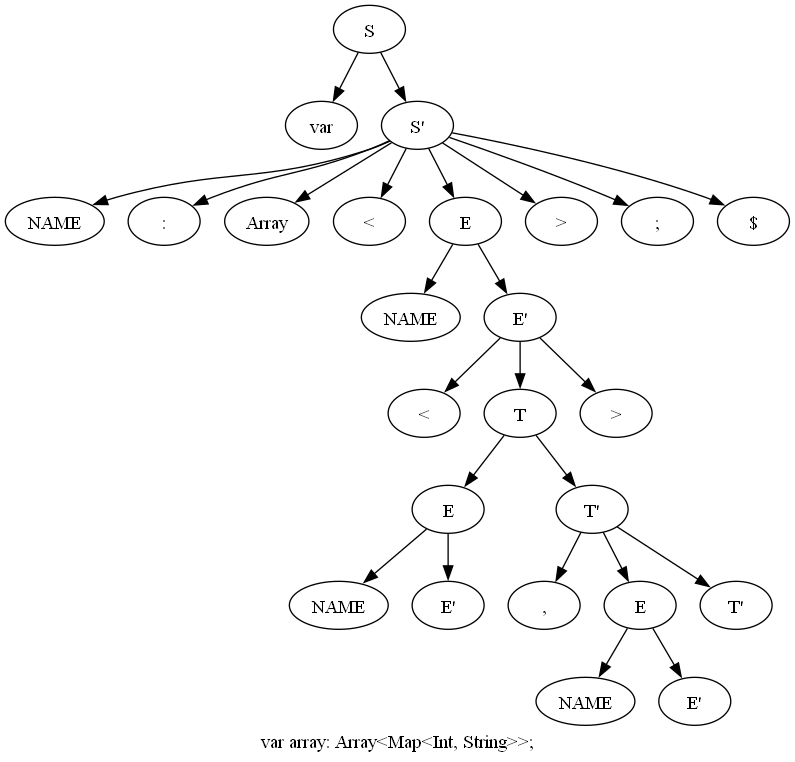 S
var S'
NAME : Array < E > ; $
NAME E'
< T >
E T'
NAME E' , E T'
NAME E'
var array: Array<Map<Int, String>>;